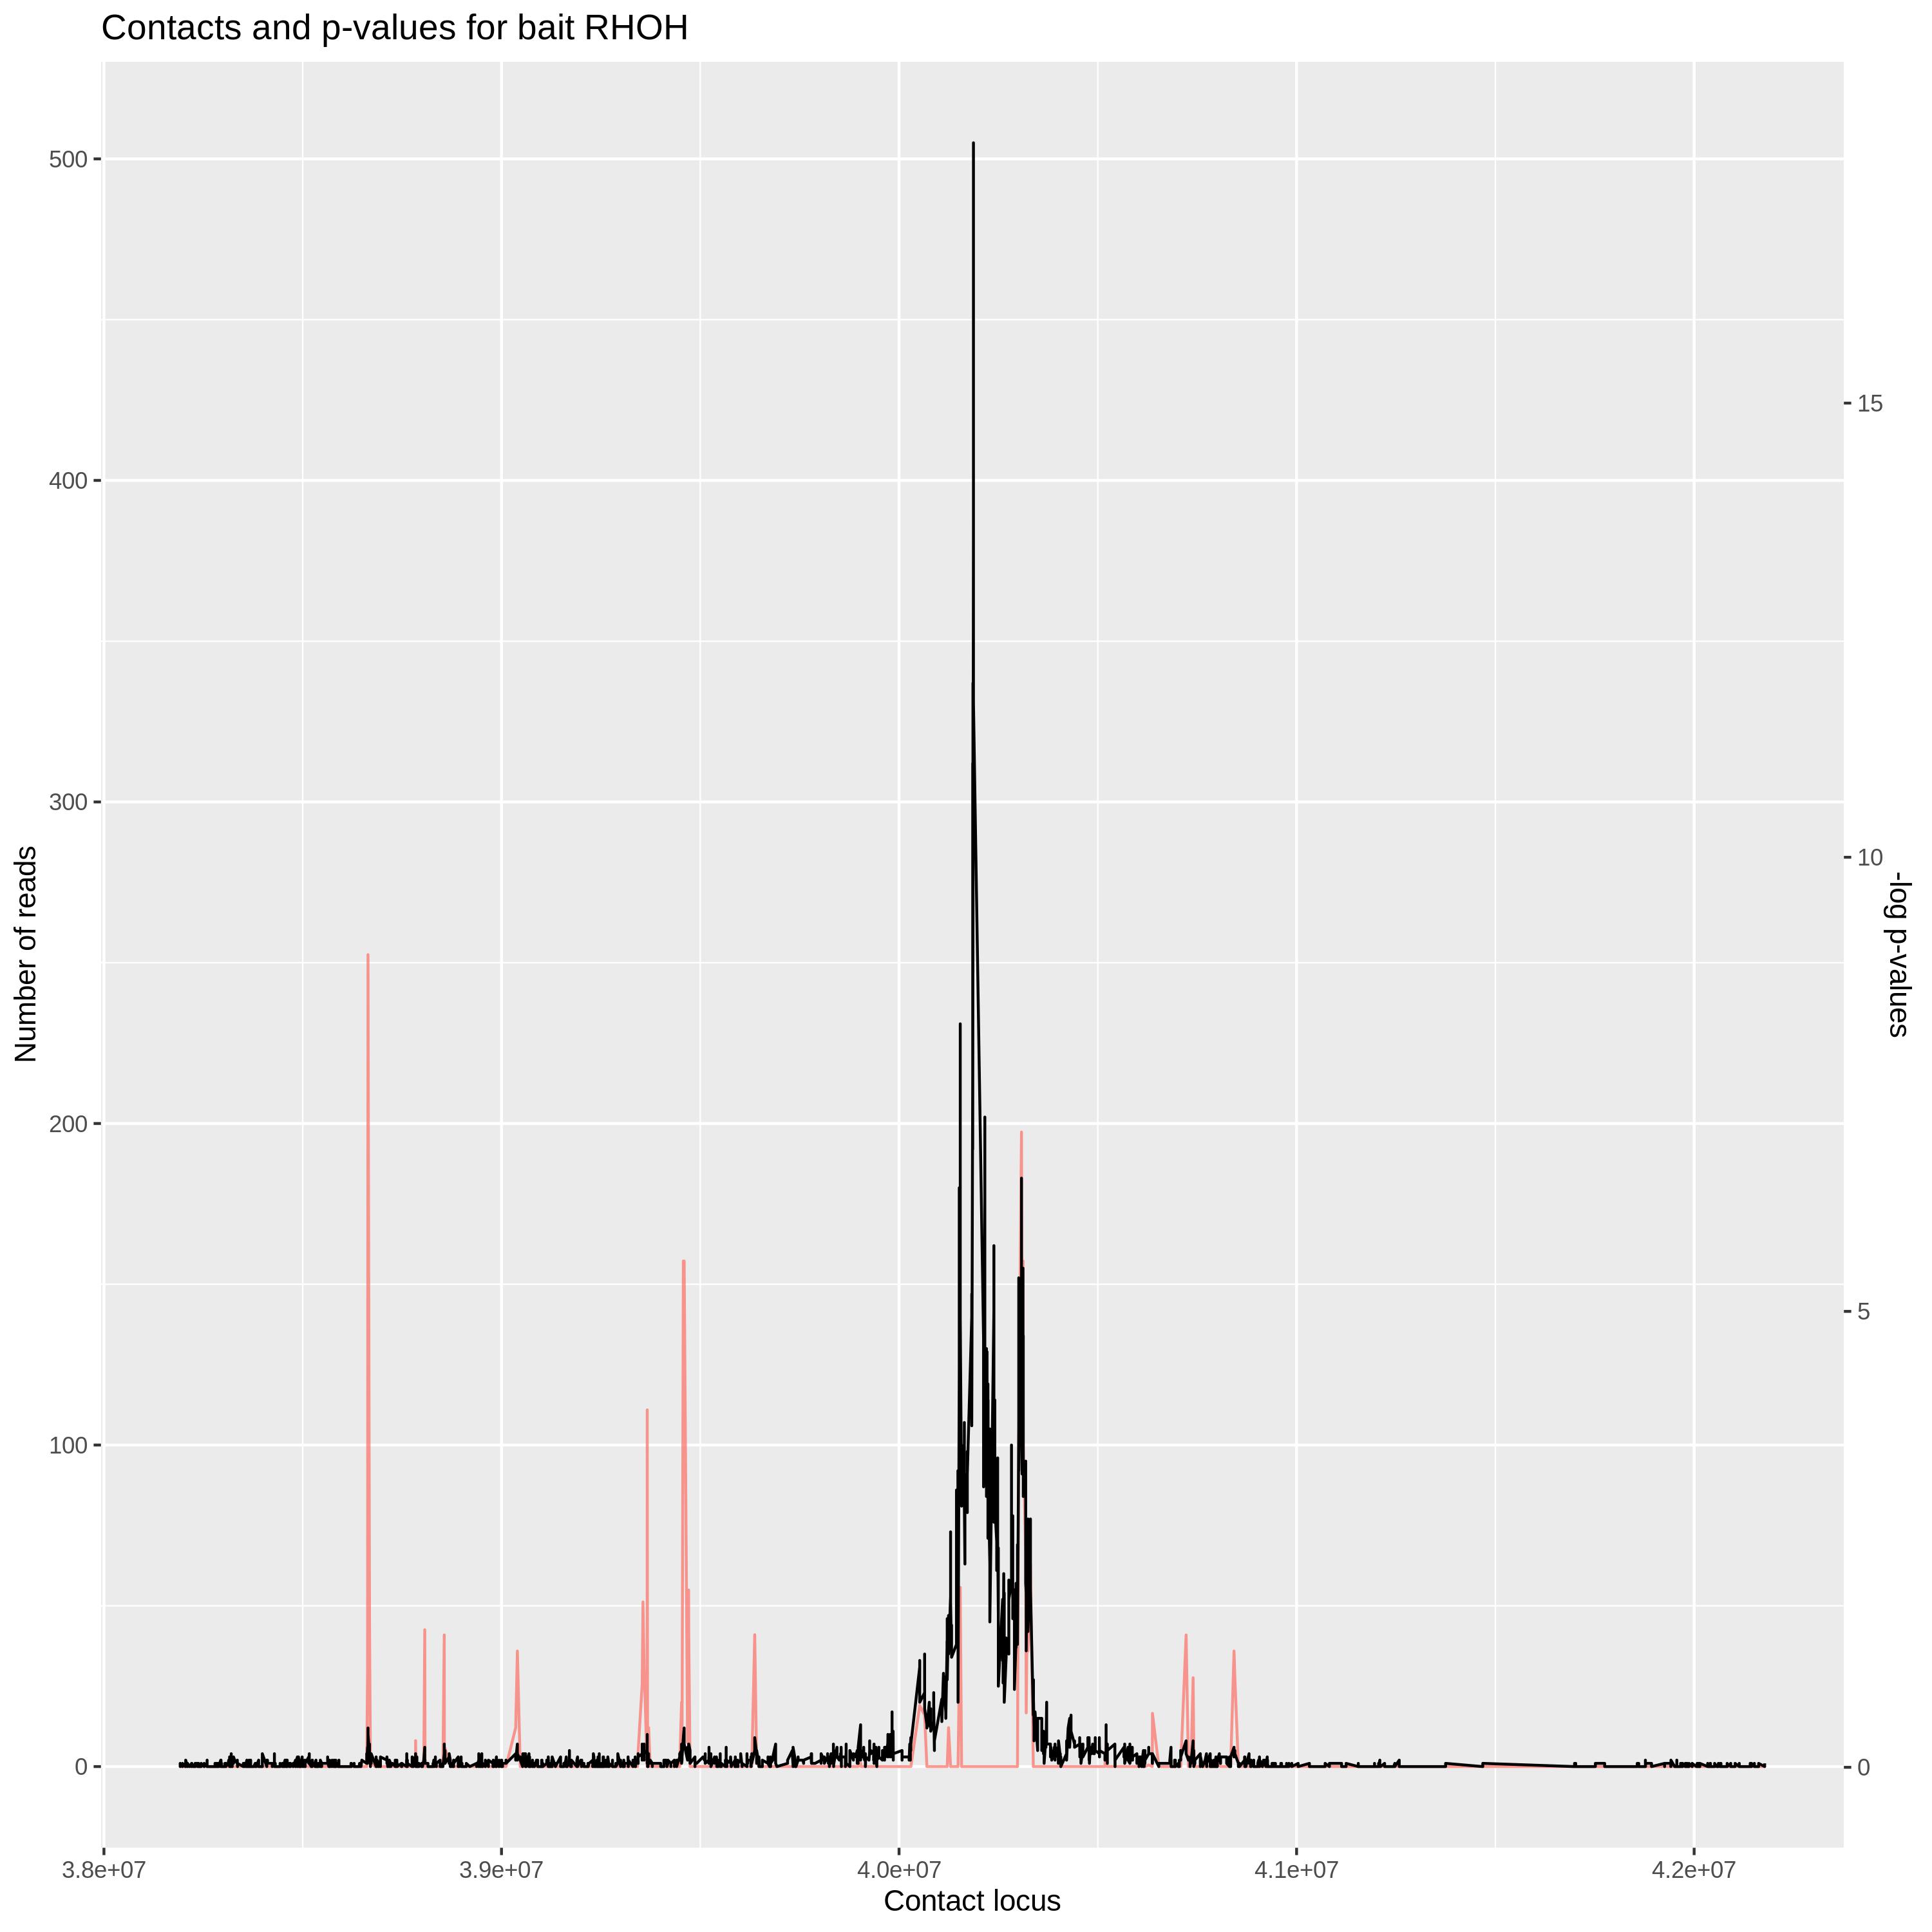 Contacts and p-values for bait RHOH
500
400
300
200
100
0
Number of reads
15
10
5
0
-log p-values
3.8e+07
3.9e+07
4.0e+07
4.1e+07
4.2e+07
Contact locus